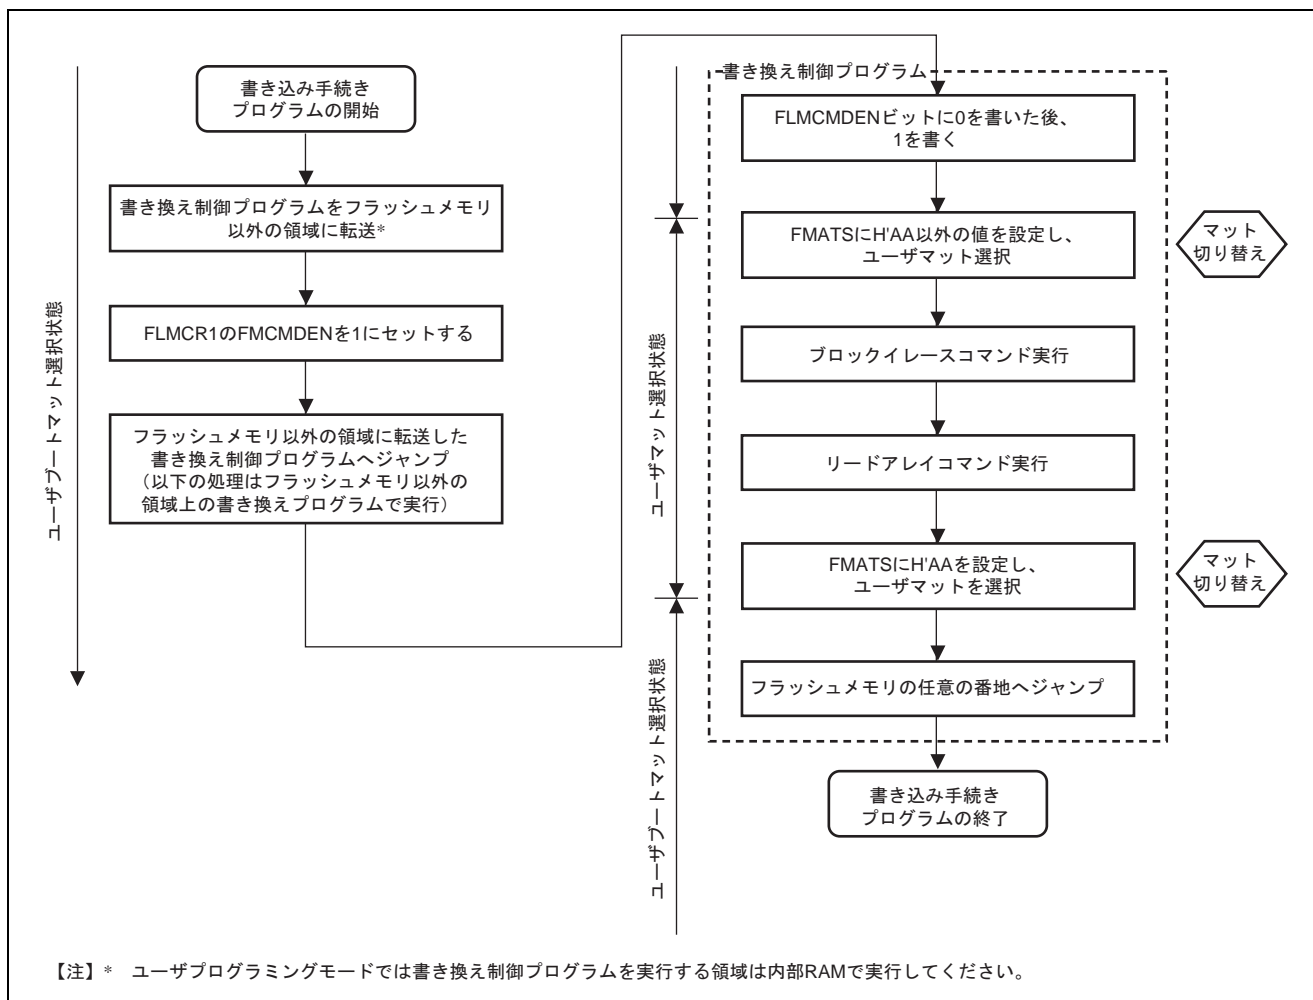 書き込み手続き
プログラムの開始
書き換え制御プログラムをフラッシュメモリ
以外の領域に転送*
FLMCR1のFMCMDENを1にセットする
フラッシュメモリ以外の領域に転送した
書き換え制御プログラムへジャンプ
（以下の処理はフラッシュメモリ以外の
領域上の書き換えプログラムで実行）
ユーザブートマット選択状態
書き換え制御プログラム
FLMCMDENビットに0を書いた後、
1を書く
FMATSにH'AA以外の値を設定し、
ユーザマット選択
マット
切り替え
ブロックイレースコマンド実行
リードアレイコマンド実行
ユーザマット選択状態
FMATSにH'AAを設定し、
ユーザマットを選択
マット
切り替え
フラッシュメモリの任意の番地へジャンプ
ユーザブートマット選択状態
書き込み手続き
プログラムの終了
【注】* ユーザプログラミングモードでは書き換え制御プログラムを実行する領域は内部RAMで実行してください。